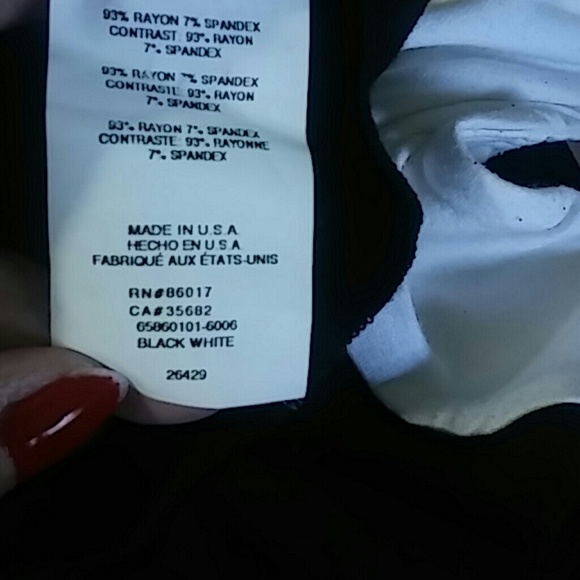 93% RAYON 7% SPANDEX
CONTRAST: 93% RAYON
7% SPANDEX
93% RAYON 7% SPANDEX
CONTRASTE: 93% RAYON
7% SPANDEX
93% RAYON 7% SPANDEX
CONTRASTE: 93% RAYONNE
7% SPANDEX
MADE IN U.S.A.
HECHO EN U.S.A.
FABRIQUÉ AUX ÉTATS-UNIS
RN#86017
CA#35682
65860101-6006
BLACK WHITE
26429